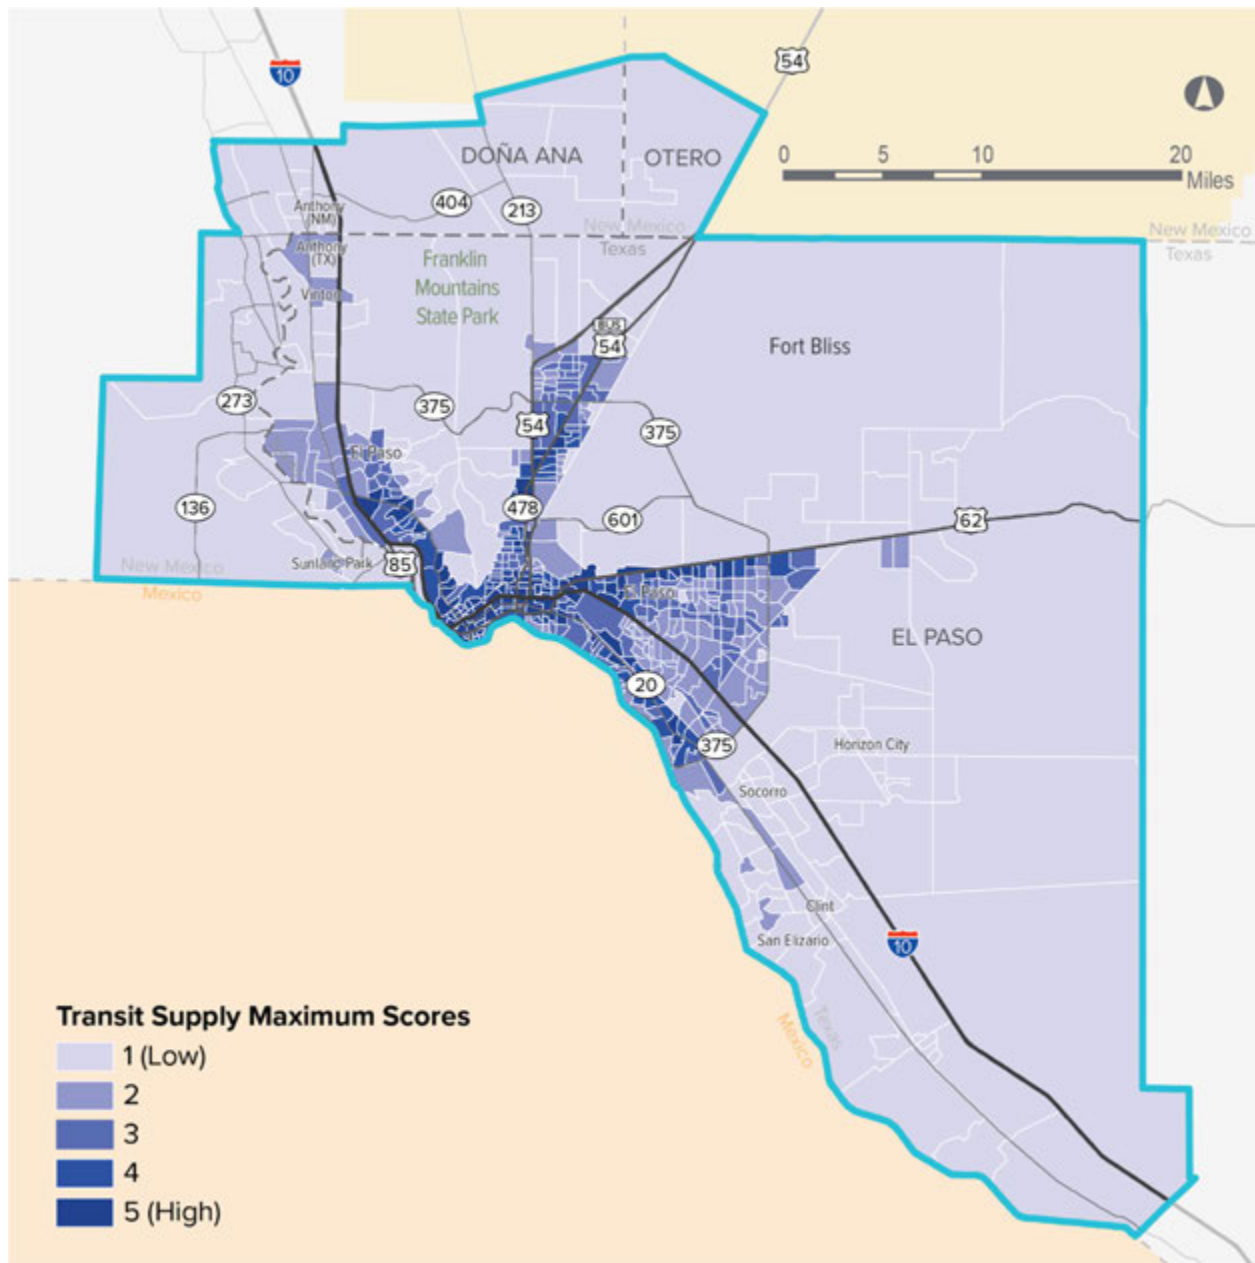 10
54
0 5 10 20
Miles
DOÑA ANA
OTERO
404
213
Anthony
(NM)
New Mexico
Texas
New Mexico
Texas
Anthony
(TX)
Franklin
Mountains
State Park
Vinton
BUS
54
Fort Bliss
273
375
54
375
El Paso
136
478
601
62
New Mexico
Mexico
Sunland Park
85
El Paso
EL PASO
20
375
Horizon City
Socorro
Clint
San Elizario
10
Texas
Mexico
Transit Supply Maximum Scores
1 (Low)
2
3
4
5 (High)